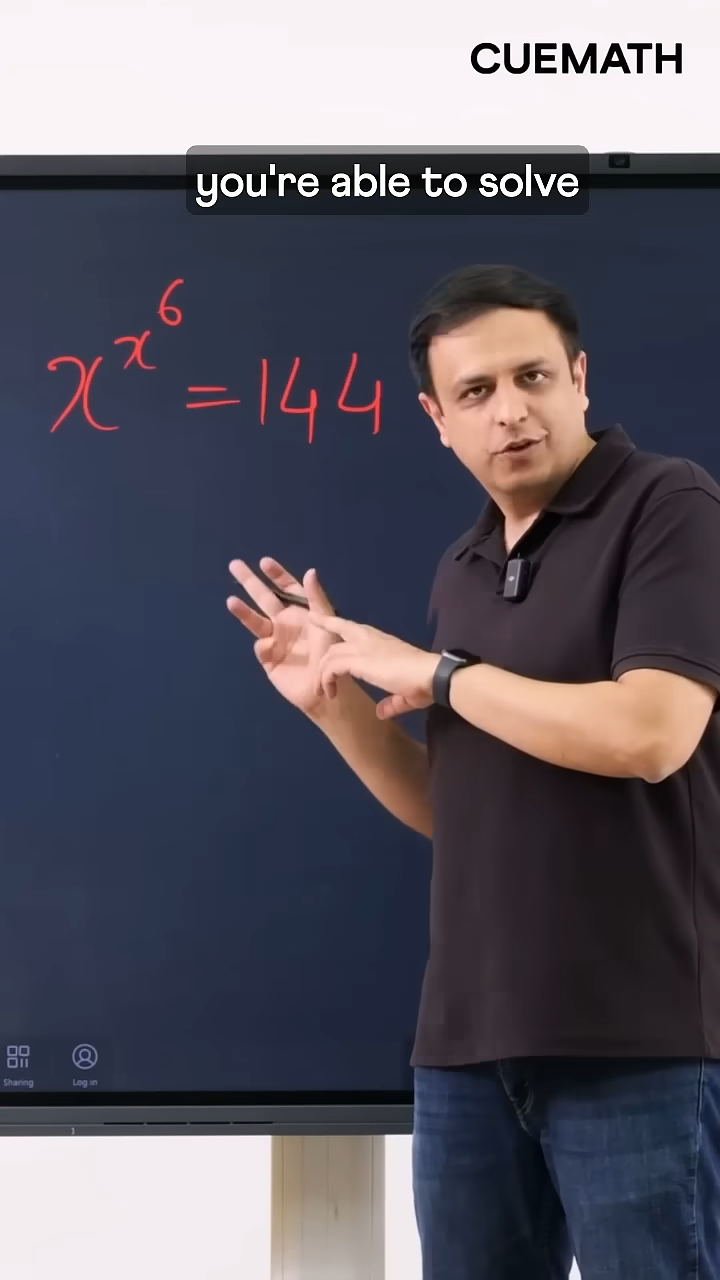 CUEMATH
you're able to solve
x^x^6 = 144
Sharing
Log in